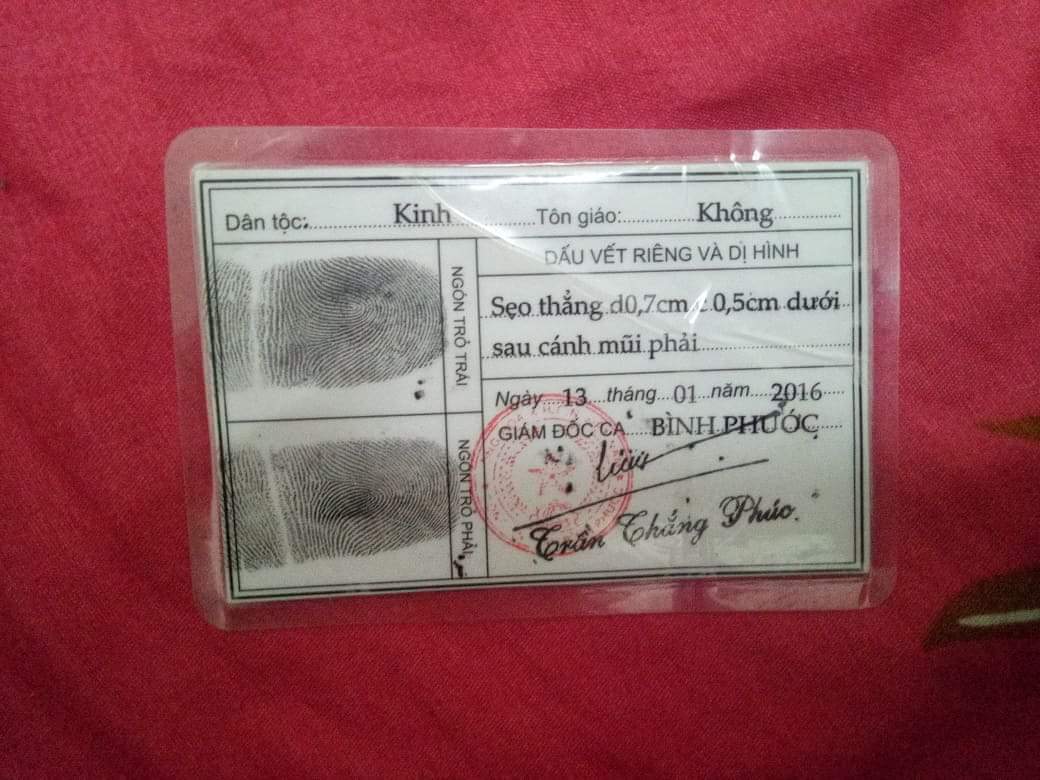 Dân tộc: Kinh Tôn giáo: Không
NGÓN TRỎ TRÁI
NGÓN TRỎ PHẢI
DẤU VẾT RIÊNG VÀ DỊ HÌNH
Sẹo thẳng d0,7cm c 0,5cm dưới
sau cánh mũi phải
Ngày 13 tháng 01 năm 2016
GIÁM ĐỐC CA BÌNH PHƯỚC
Trần Thắng Phúc